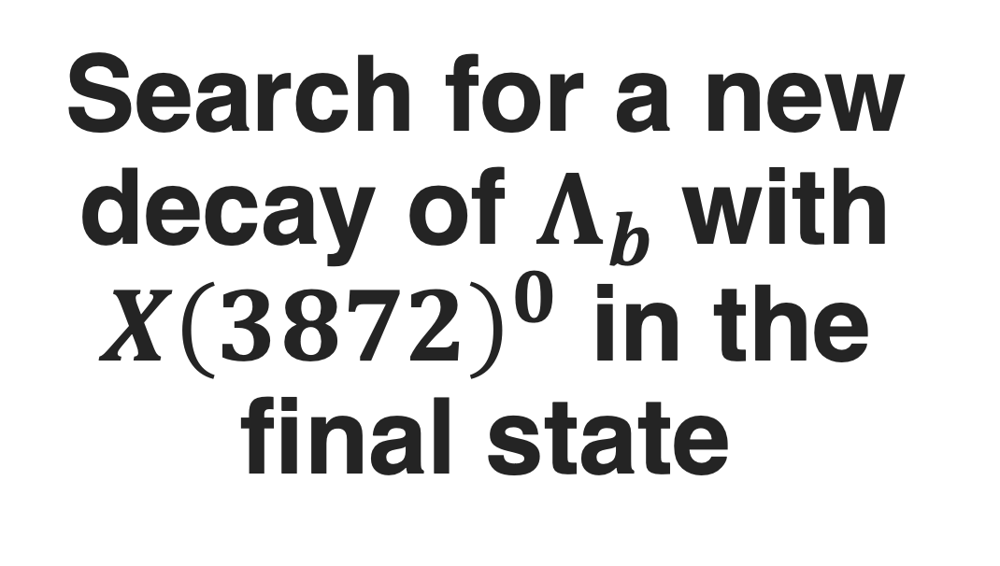 Search for a new
decay of Λ_b with
X(3872)^0 in the
final state